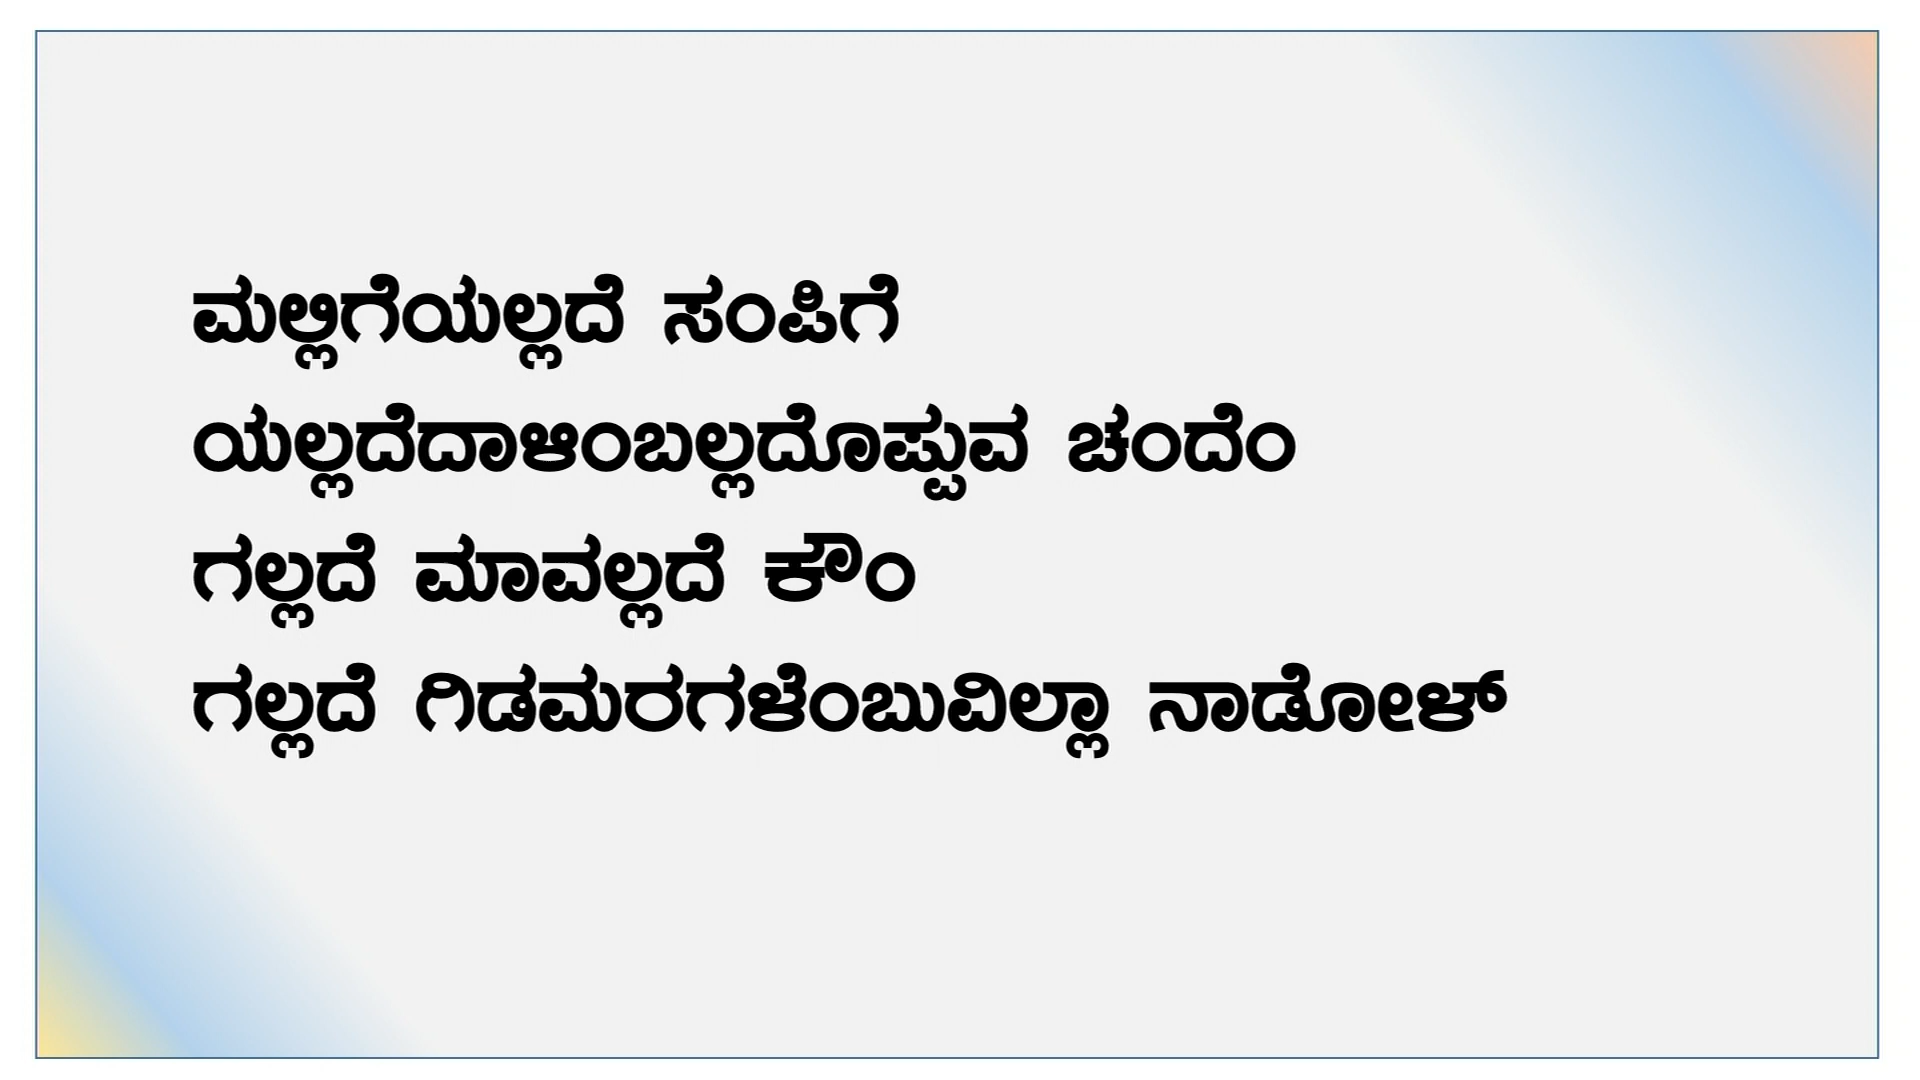 ಮಲ್ಲಿಗೆಯಲ್ಲದೆ ಸಂಪಿಗೆ
ಯಲ್ಲದೆದಾಳಿಂಬಲ್ಲದೊಪ್ಪುವ ಚಂದೆಂ
ಗಲ್ಲದೆ ಮಾವಲ್ಲದೆ ಕೌಂ
ಗಲ್ಲದೆ ಗಿಡಮರಗಳೆಂಬುವಿಲ್ಲಾ ನಾಡೋಳ್